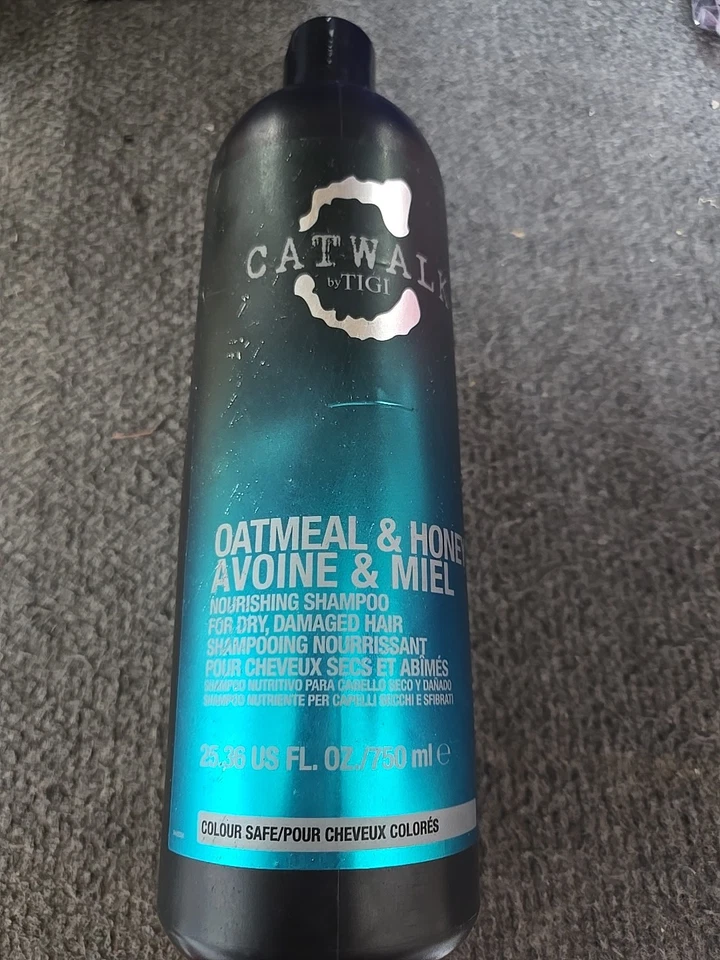 CATWALK
by TIGI
OATMEAL & HONEY
AVOINE & MIEL
NOURISHING SHAMPOO
FOR DRY, DAMAGED HAIR
SHAMPOOING NOURRISSANT
POUR CHEVEUX SECS ET ABÎMÉS
SHAMPOO NUTRITIVO PARA CABELLO SECO Y DAÑADO
SHAMPOO NUTRIENTE PER CAPELLI SECCHI E SFIBRATI
25.36 US FL. OZ./750 ml e
COLOUR SAFE/POUR CHEVEUX COLORÉS